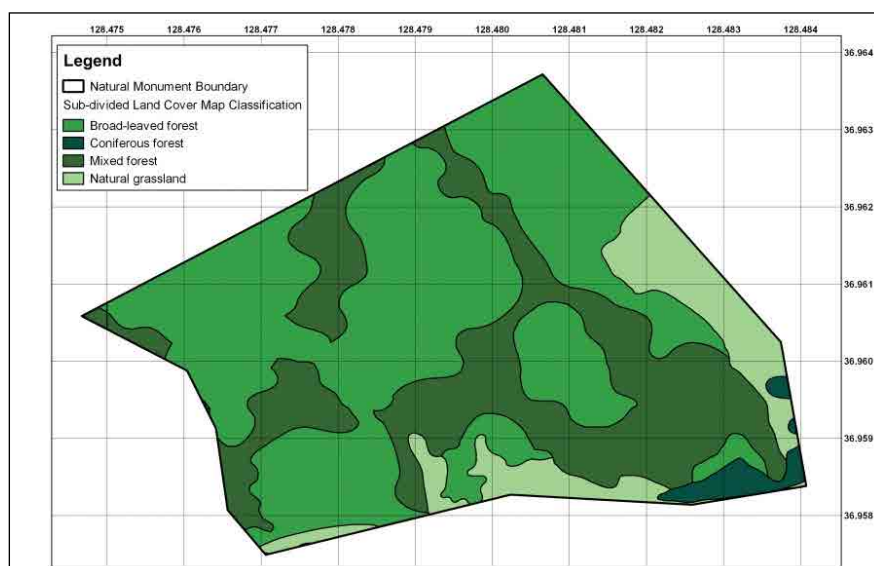 128.475 128.476 128.477 128.478 128.479 128.480 128.481 128.482 128.483 128.484
Legend
Natural Monument Boundary
Sub-divided Land Cover Map Classification
Broad-leaved forest
Coniferous forest
Mixed forest
Natural grassland
36.964
36.963
36.962
36.961
36.960
36.959
36.958